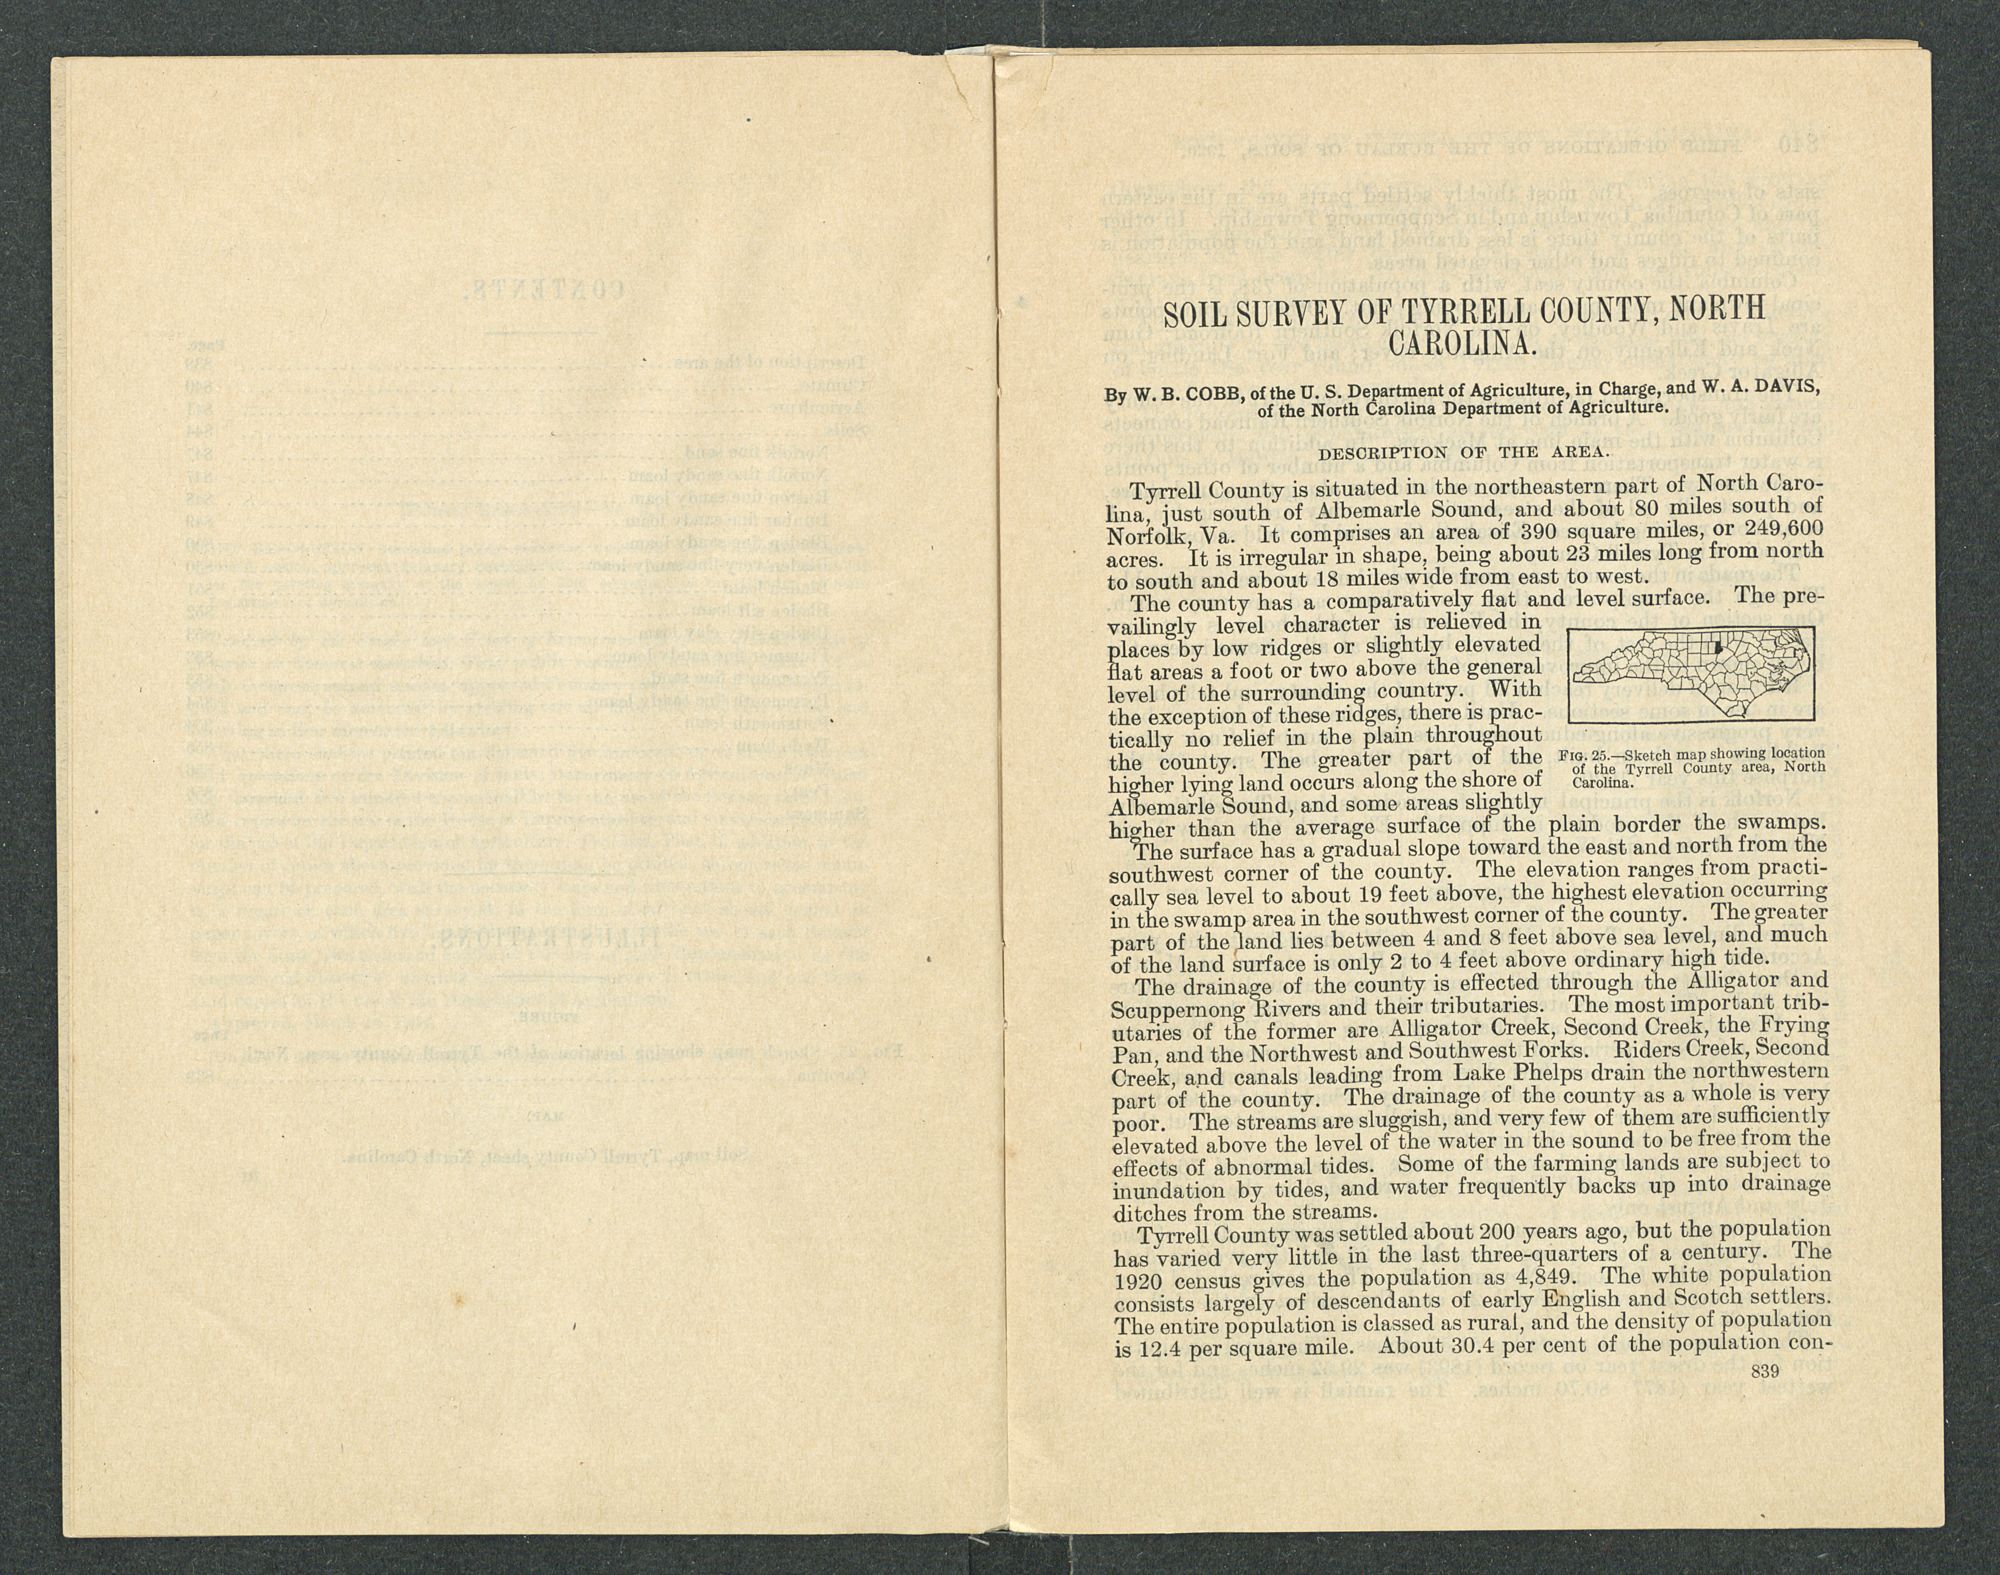 SOIL SURVEY OF TYRRELL COUNTY, NORTH
CAROLINA.
By W. B. COBB, of the U. S. Department of Agriculture, in Charge, and W. A. DAVIS,
of the North Carolina Department of Agriculture.
DESCRIPTION OF THE AREA.
Tyrrell County is situated in the northeastern part of North Caro-
lina, just south of Albemarle Sound, and about 80 miles south of
Norfolk, Va. It comprises an area of 390 square miles, or 249,600
acres. It is irregular in shape, being about 23 miles long from north
to south and about 18 miles wide from east to west.
The county has a comparatively flat and level surface. The pre-
vailingly level character is relieved in
places by low ridges or slightly elevated
flat areas a foot or two above the general
level of the surrounding country. With
the exception of these ridges, there is prac-
tically no relief in the plain throughout
the county. The greater part of the
higher lying land occurs along the shore of
Albemarle Sound, and some areas slightly
higher than the average surface of the plain border the swamps.
FIG. 25.—Sketch map showing location
of the Tyrrell County area, North
Carolina.
The surface has a gradual slope toward the east and north from the
southwest corner of the county. The elevation ranges from practi-
cally sea level to about 19 feet above, the highest elevation occurring
in the swamp area in the southwest corner of the county. The greater
part of the land lies between 4 and 8 feet above sea level, and much
of the land surface is only 2 to 4 feet above ordinary high tide.
The drainage of the county is effected through the Alligator and
Scuppernong Rivers and their tributaries. The most important trib-
utaries of the former are Alligator Creek, Second Creek, the Frying
Pan, and the Northwest and Southwest Forks. Riders Creek, Second
Creek, and canals leading from Lake Phelps drain the northwestern
part of the county. The drainage of the county as a whole is very
poor. The streams are sluggish, and very few of them are sufficiently
elevated above the level of the water in the sound to be free from the
effects of abnormal tides. Some of the farming lands are subject to
inundation by tides, and water frequently backs up into drainage
ditches from the streams.
Tyrrell County was settled about 200 years ago, but the population
has varied very little in the last three-quarters of a century. The
1920 census gives the population as 4,849. The white population
consists largely of descendants of early English and Scotch settlers.
The entire population is classed as rural, and the density of population
is 12.4 per square mile. About 30.4 per cent of the population con-
839